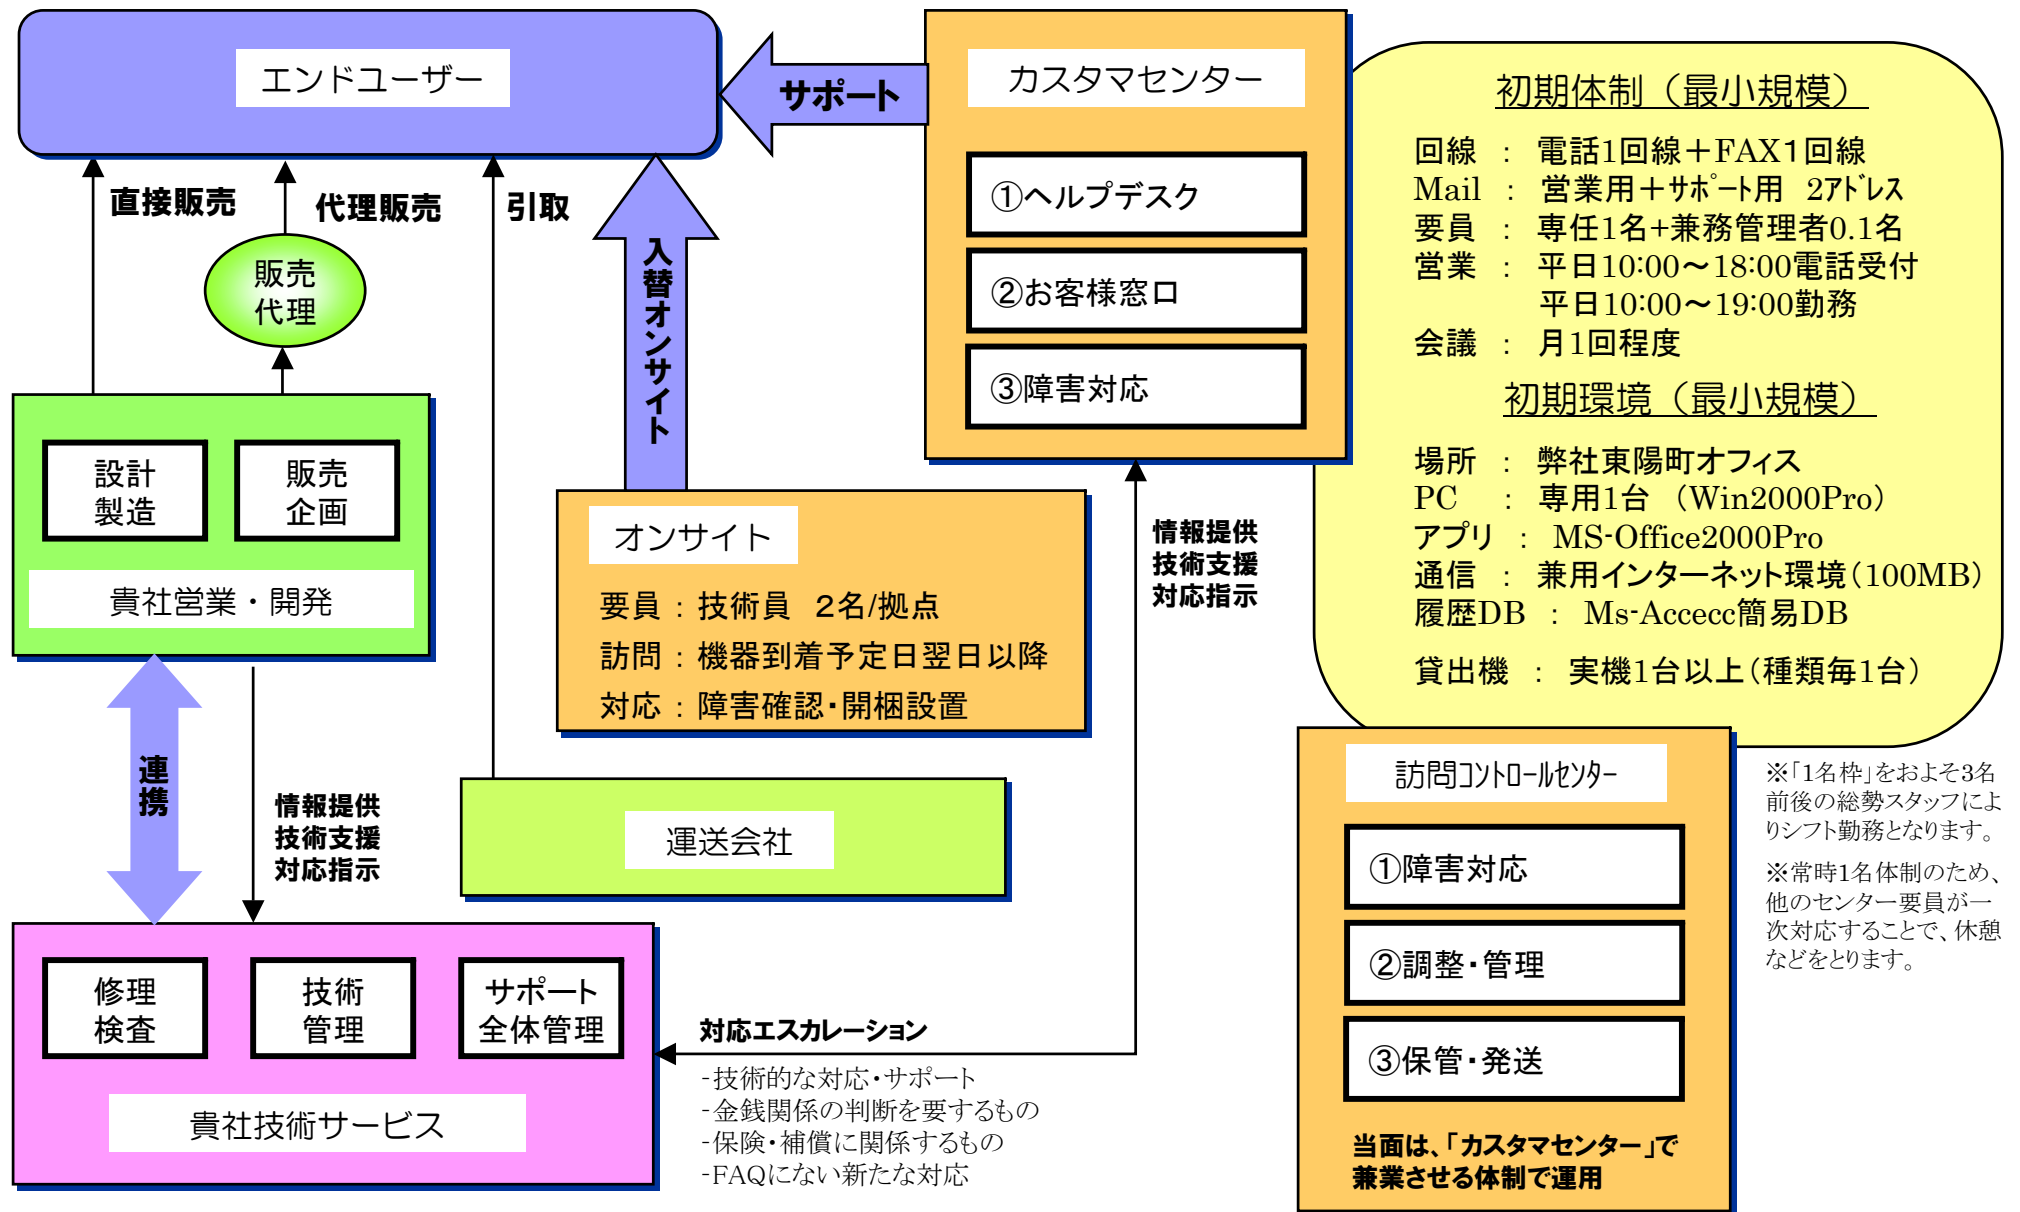 エンドユーザー
サポート
カスタマセンター
①ヘルプデスク
②お客様窓口
③障害対応
初期体制（最小規模）
回線 ： 電話1回線＋FAX１回線
Mail ： 営業用＋ｻﾎﾟｰﾄ用 2ｱﾄﾞﾚｽ
要員 ： 専任1名+兼務管理者0.1名
営業 ： 平日10:00～18:00電話受付
平日10:00～19:00勤務
会議 ： 月1回程度
初期環境（最小規模）
場所 ： 弊社東陽町オフィス
PC ： 専用1台 （Win2000Pro）
アプリ ： MS-Office2000Pro
通信 ： 兼用インターネット環境（100MB）
履歴DB ： Ms-Accecc簡易DB
貸出機 ： 実機1台以上（種類毎1台）
直接販売
代理販売
引取
入替オンサイト
販売
代理
設計
製造
販売
企画
貴社営業・開発
オンサイト
要員：技術員 ２名/拠点
訪問：機器到着予定日翌日以降
対応：障害確認・開梱設置
情報提供
技術支援
対応指示
連携
情報提供
技術支援
対応指示
運送会社
修理
検査
技術
管理
サポート
全体管理
貴社技術サービス
対応エスカレーション
-技術的な対応・サポート
-金銭関係の判断を要するもの
-保険・補償に関係するもの
-FAQにない新たな対応
訪問ｺﾝﾄﾛｰﾙｾﾝﾀｰ
①障害対応
②調整・管理
③保管・発送
当面は、「カスタマセンター」で
兼業させる体制で運用
※「1名枠」をおよそ3名
前後の総勢スタッフによ
りシフト勤務となります。
※常時1名体制のため、
他のセンター要員が一
次対応することで、休憩
などをとります。